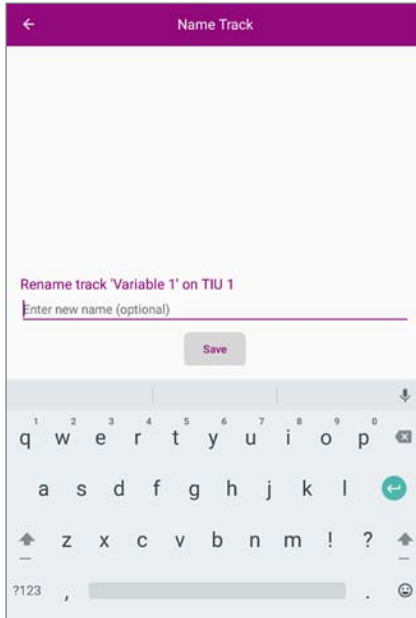 Name Track
Rename track 'Variable 1' on TIU 1
Enter new name (optional)
Save
1 2 3 4 5 6 7 8 9 0
q w e r t y u i o p
a s d f g h j k l
z x c v b n m ! ?
?123 , .